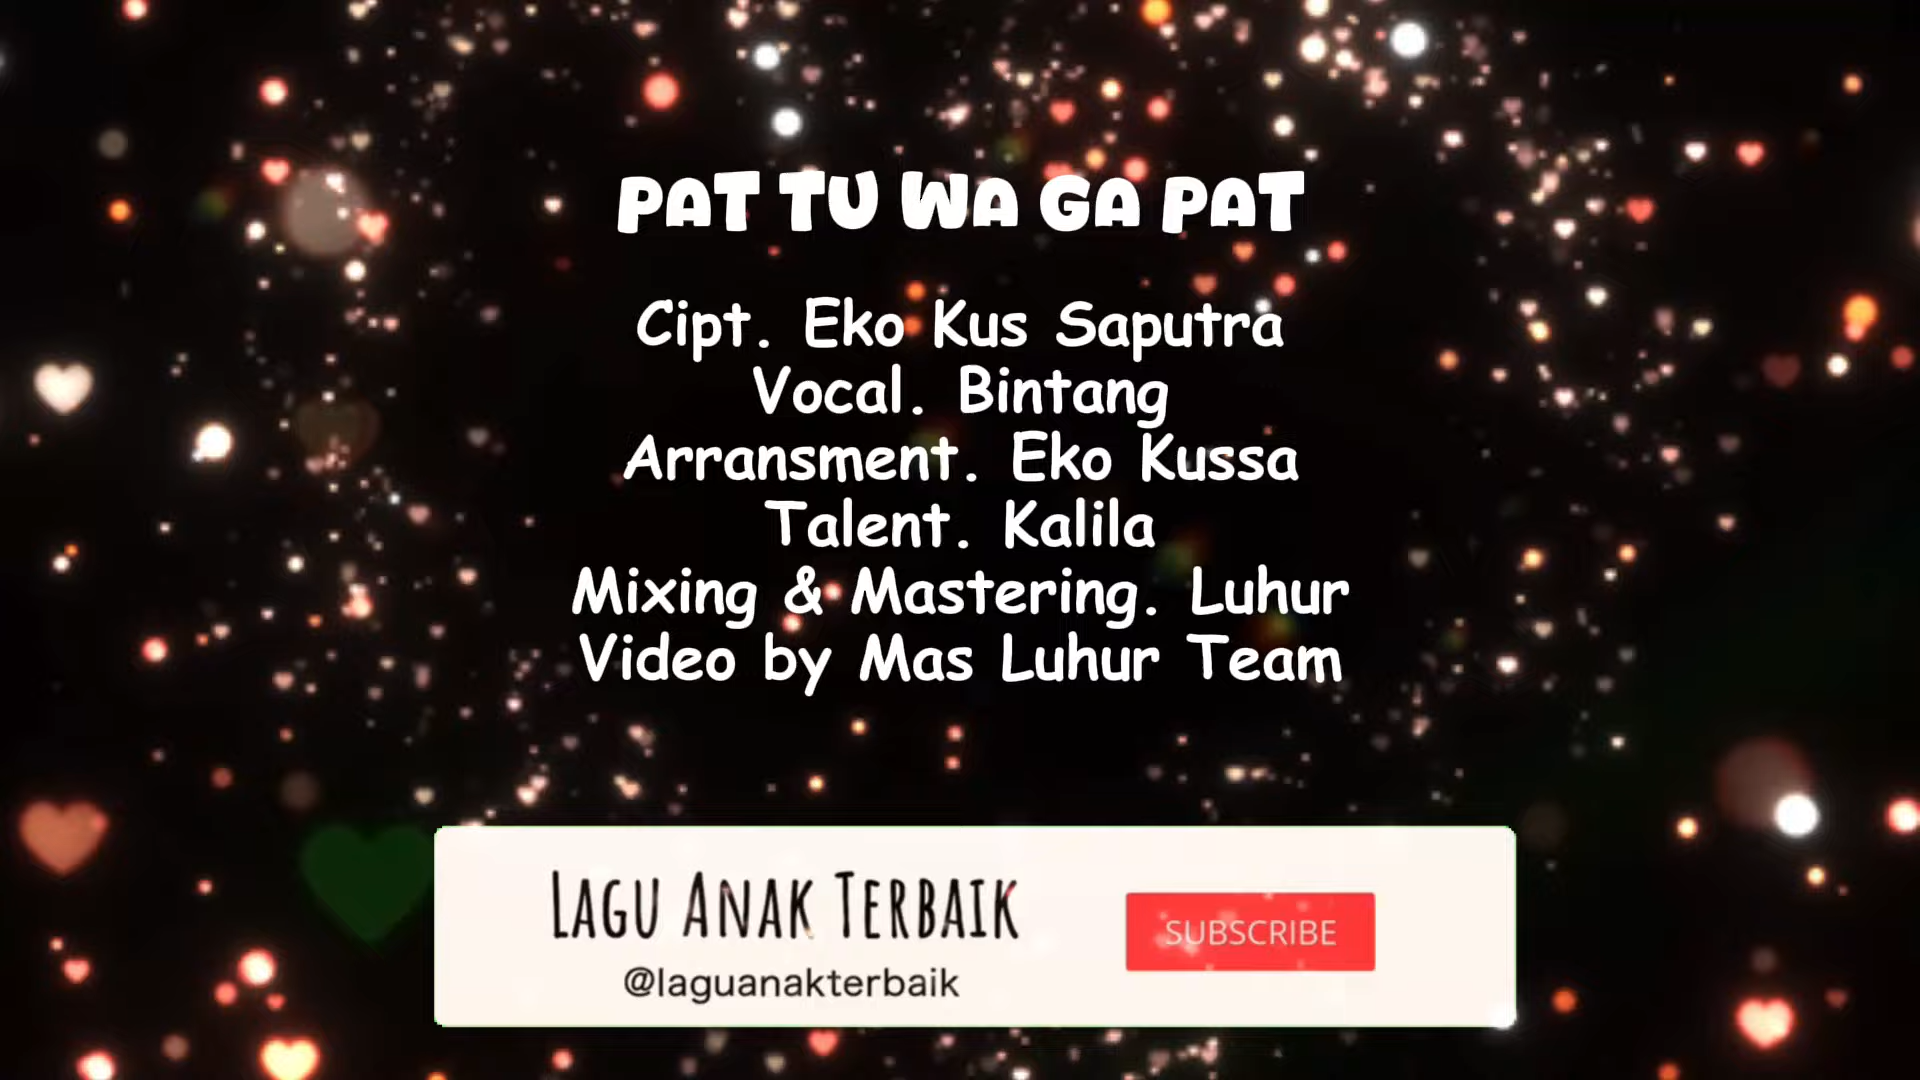 PAT TU WA GA PAT
Cipt. Eko Kus Saputra
Vocal. Bintang
Arransment. Eko Kussa
Talent. Kalila
Mixing & Mastering. Luhur
Video by Mas Luhur Team
LAGU ANAK TERBAIK
SUBSCRIBE
@laguanakterbaik